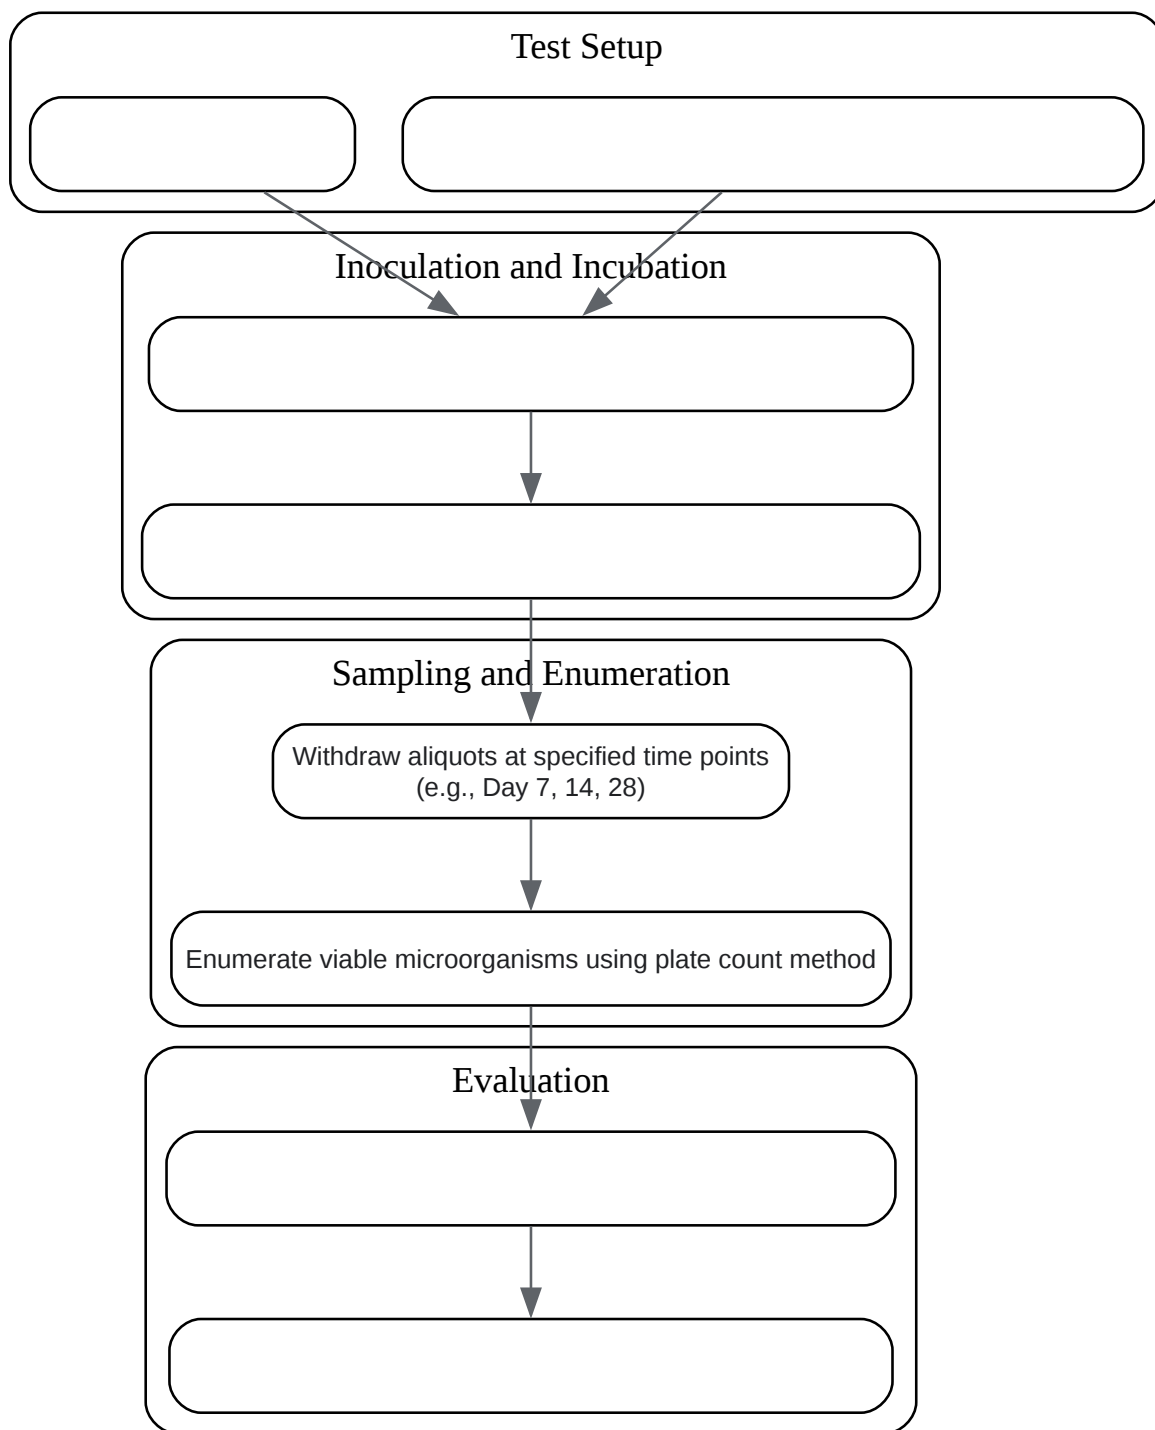 Test Setup
Inoculation and Incubation
Sampling and Enumeration
Withdraw aliquots at specified time points
(e.g., Day 7, 14, 28)
Enumerate viable microorganisms using plate count method
Evaluation